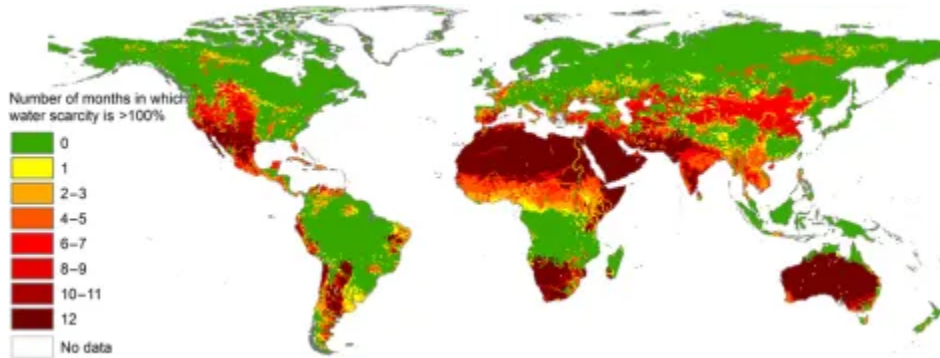 Number of months in which
water scarcity is >100%
0
1
2–3
4–5
6–7
8–9
10–11
12
No data